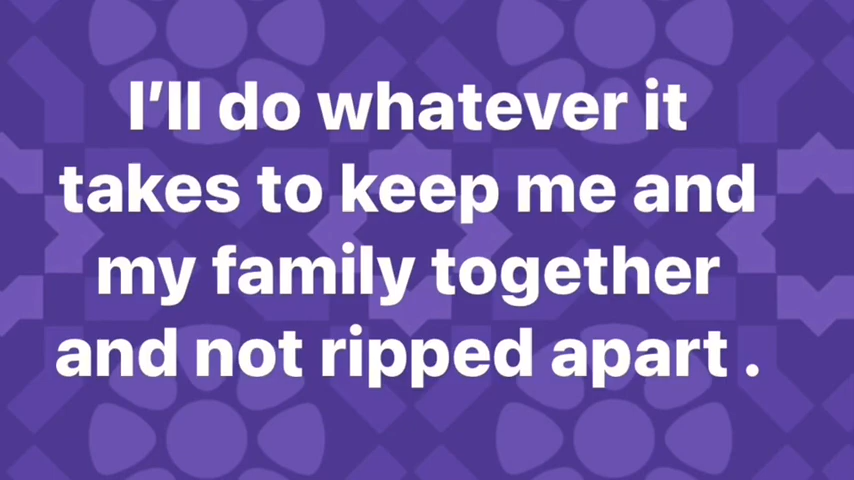 I’ll do whatever it
takes to keep me and
my family together
and not ripped apart .